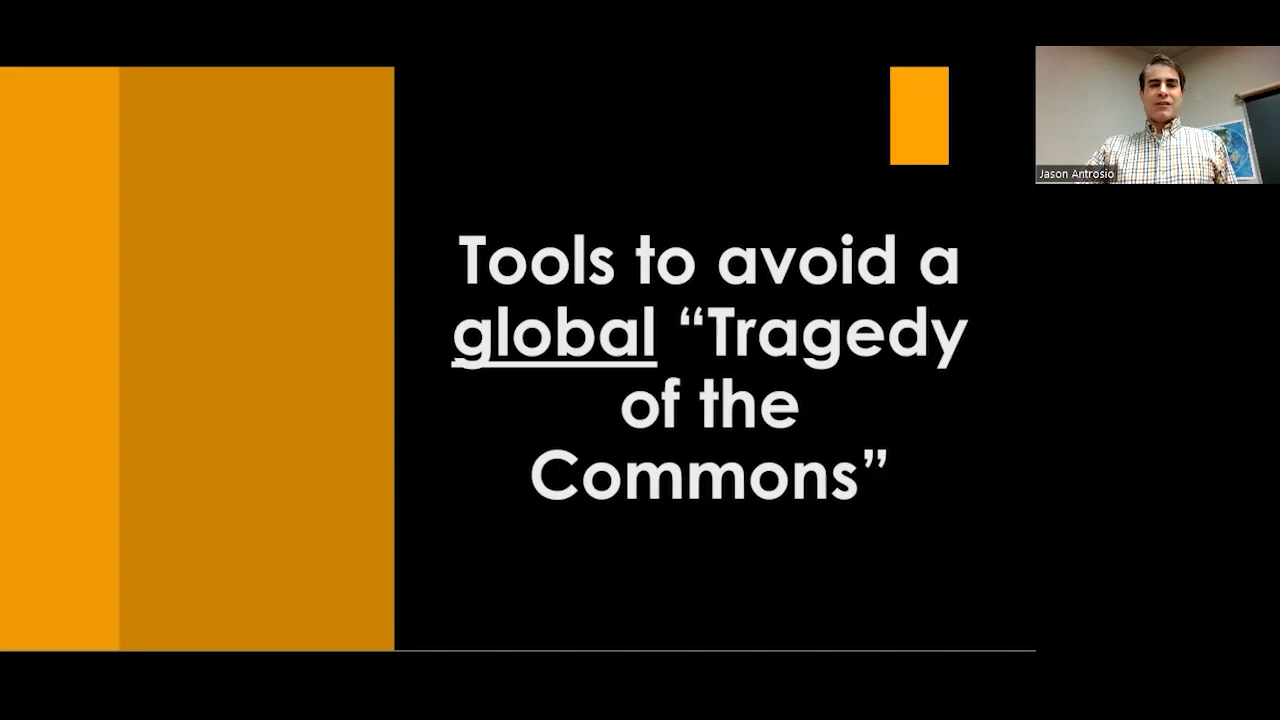 Tools to avoid a
global “Tragedy
of the
Commons”
Jason Antrosio